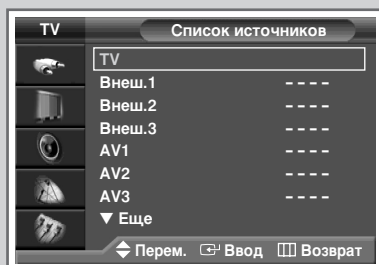 TV Список источников
TV
Внеш.1 - - - -
Внеш.2 - - - -
Внеш.3 - - - -
AV1 - - - -
AV2 - - - -
AV3 - - - -
▼ Еще
Перем. Ввод Возврат